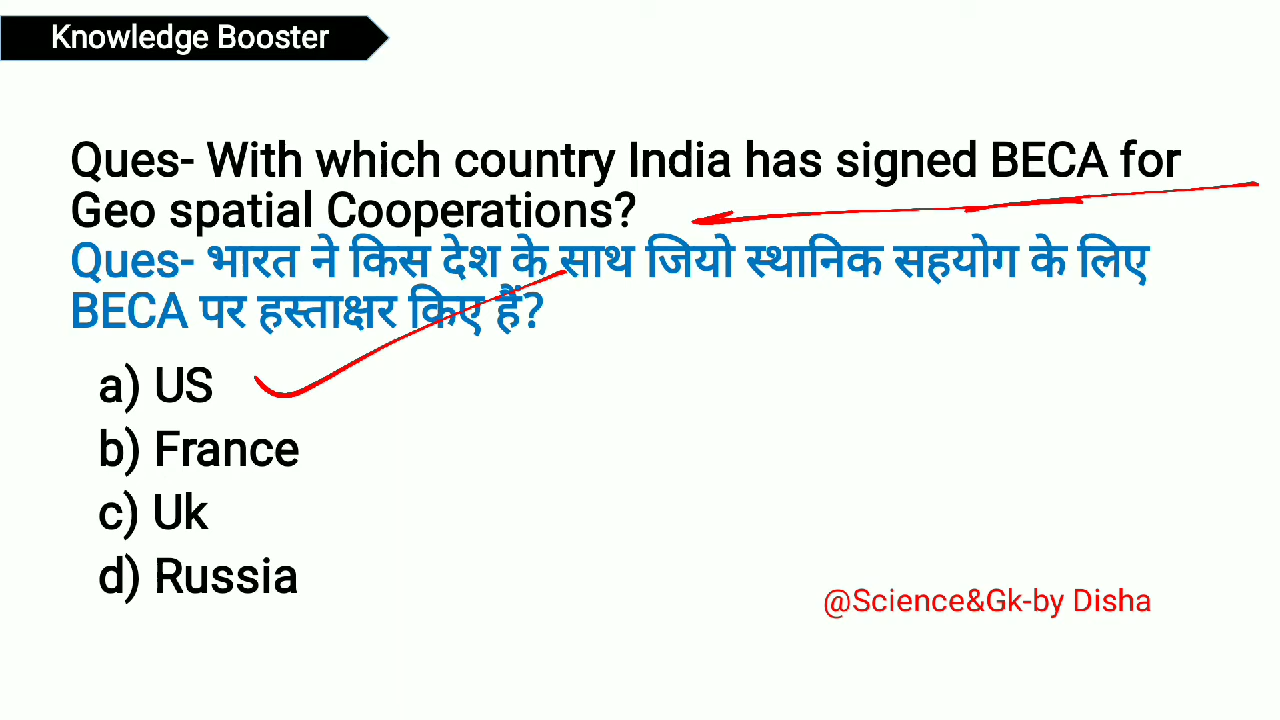 Knowledge Booster
Ques- With which country India has signed BECA for
Geo spatial Cooperations?
Ques- भारत ने किस देश के साथ जियो स्थानिक सहयोग के लिए
BECA पर हस्ताक्षर किए हैं?
a) US
b) France
c) Uk
d) Russia
@Science&Gk-by Disha